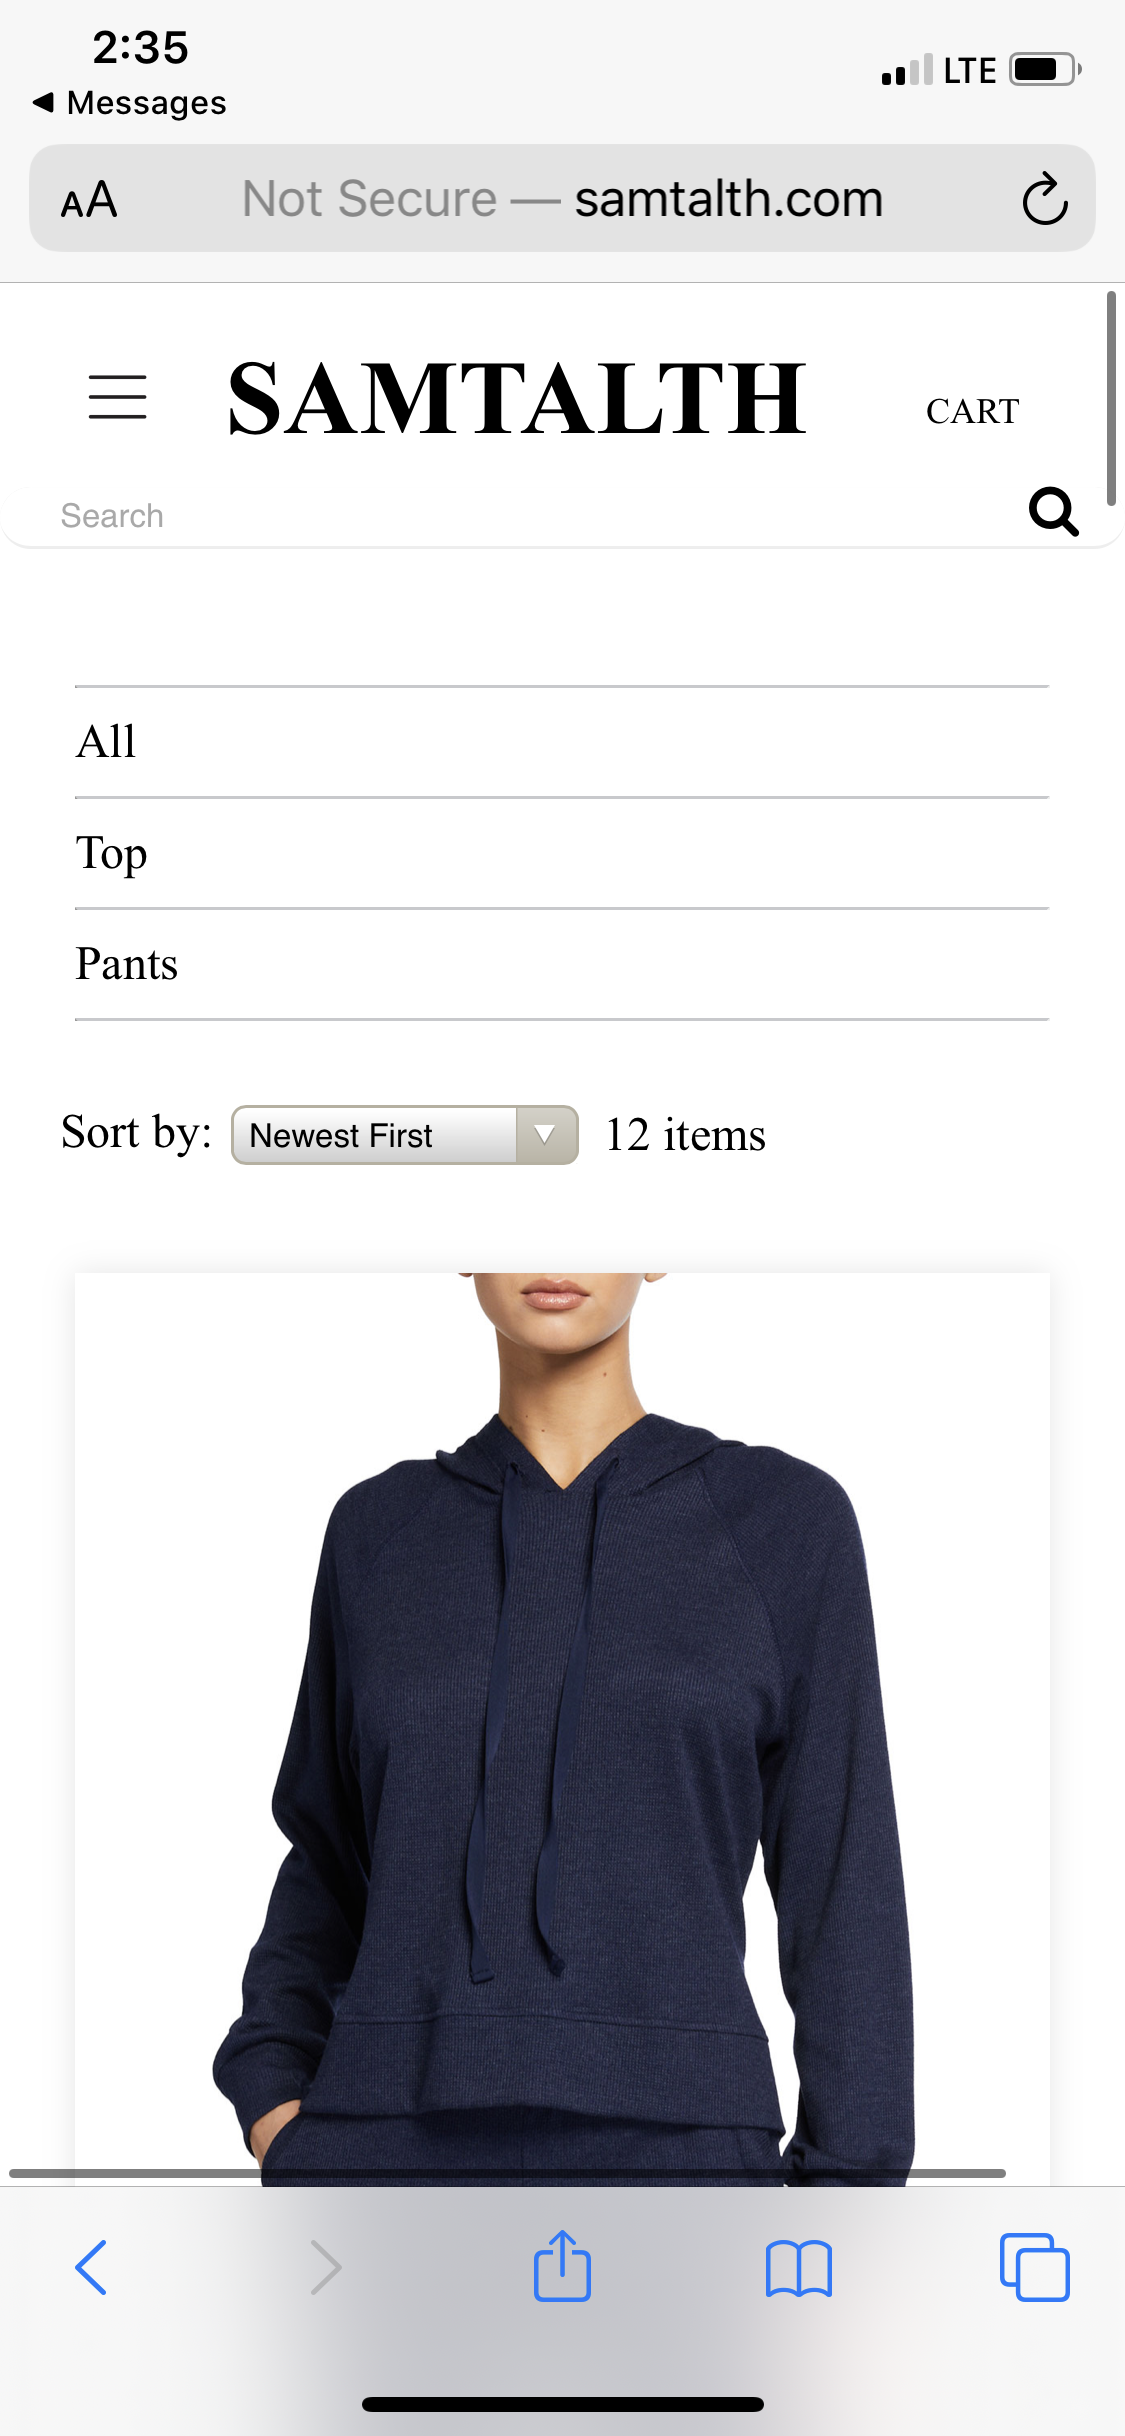 2:35
LTE
◀ Messages
AA
Not Secure — samtalth.com
SAMTALTH
CART
Search
All
Top
Pants
Sort by:
Newest First
12 items